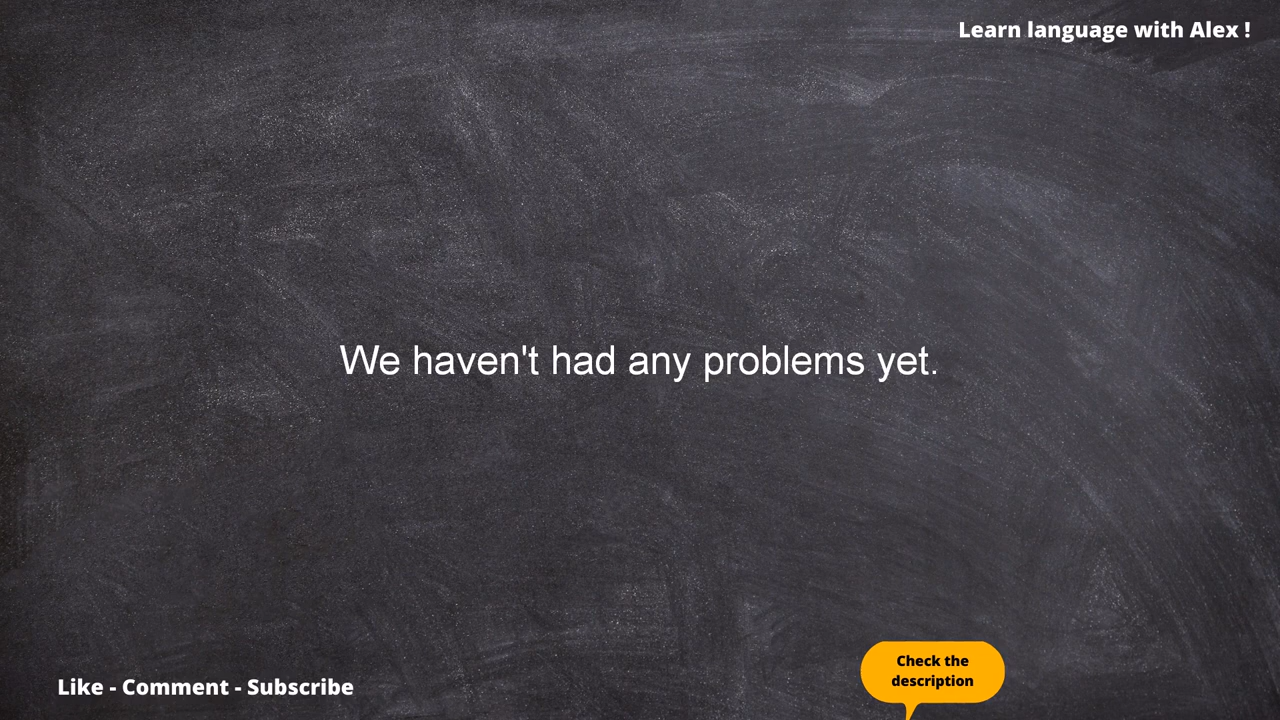 Learn language with Alex !
We haven't had any problems yet.
Check the
description
Like - Comment - Subscribe